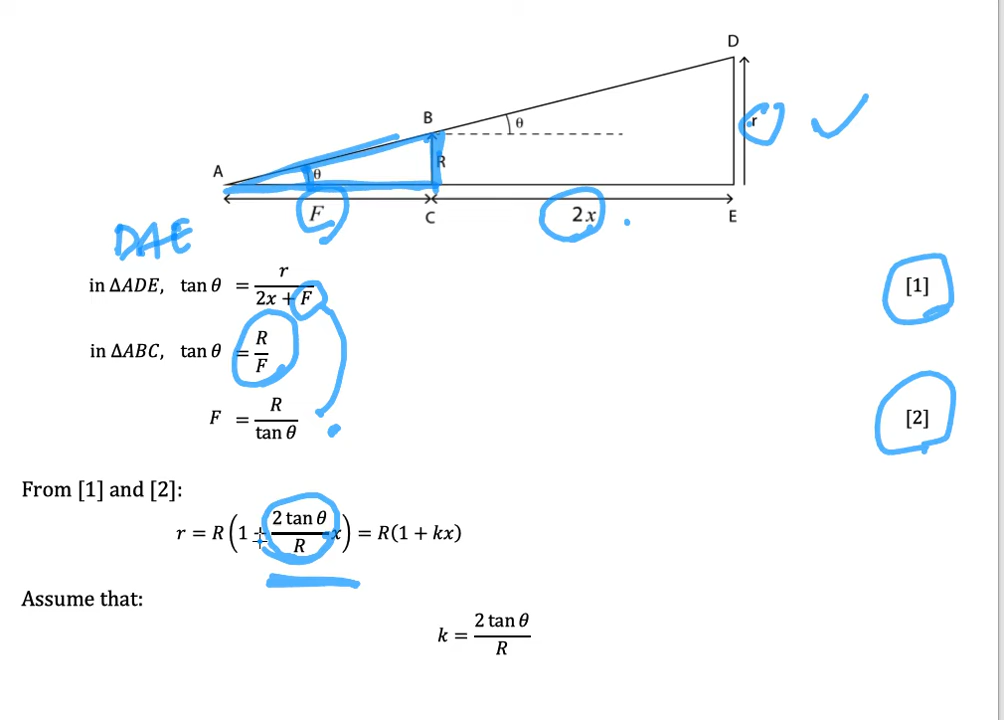 D
B
θ
r
A
θ
R
F
C
2x
E
DAE
in ΔADE, tan θ = r / (2x + F) [1]
in ΔABC, tan θ = R / F
F = R / tan θ [2]
From [1] and [2]:
r = R(1 + (2 tan θ / R) x) = R(1 + kx)
Assume that:
k = 2 tan θ / R